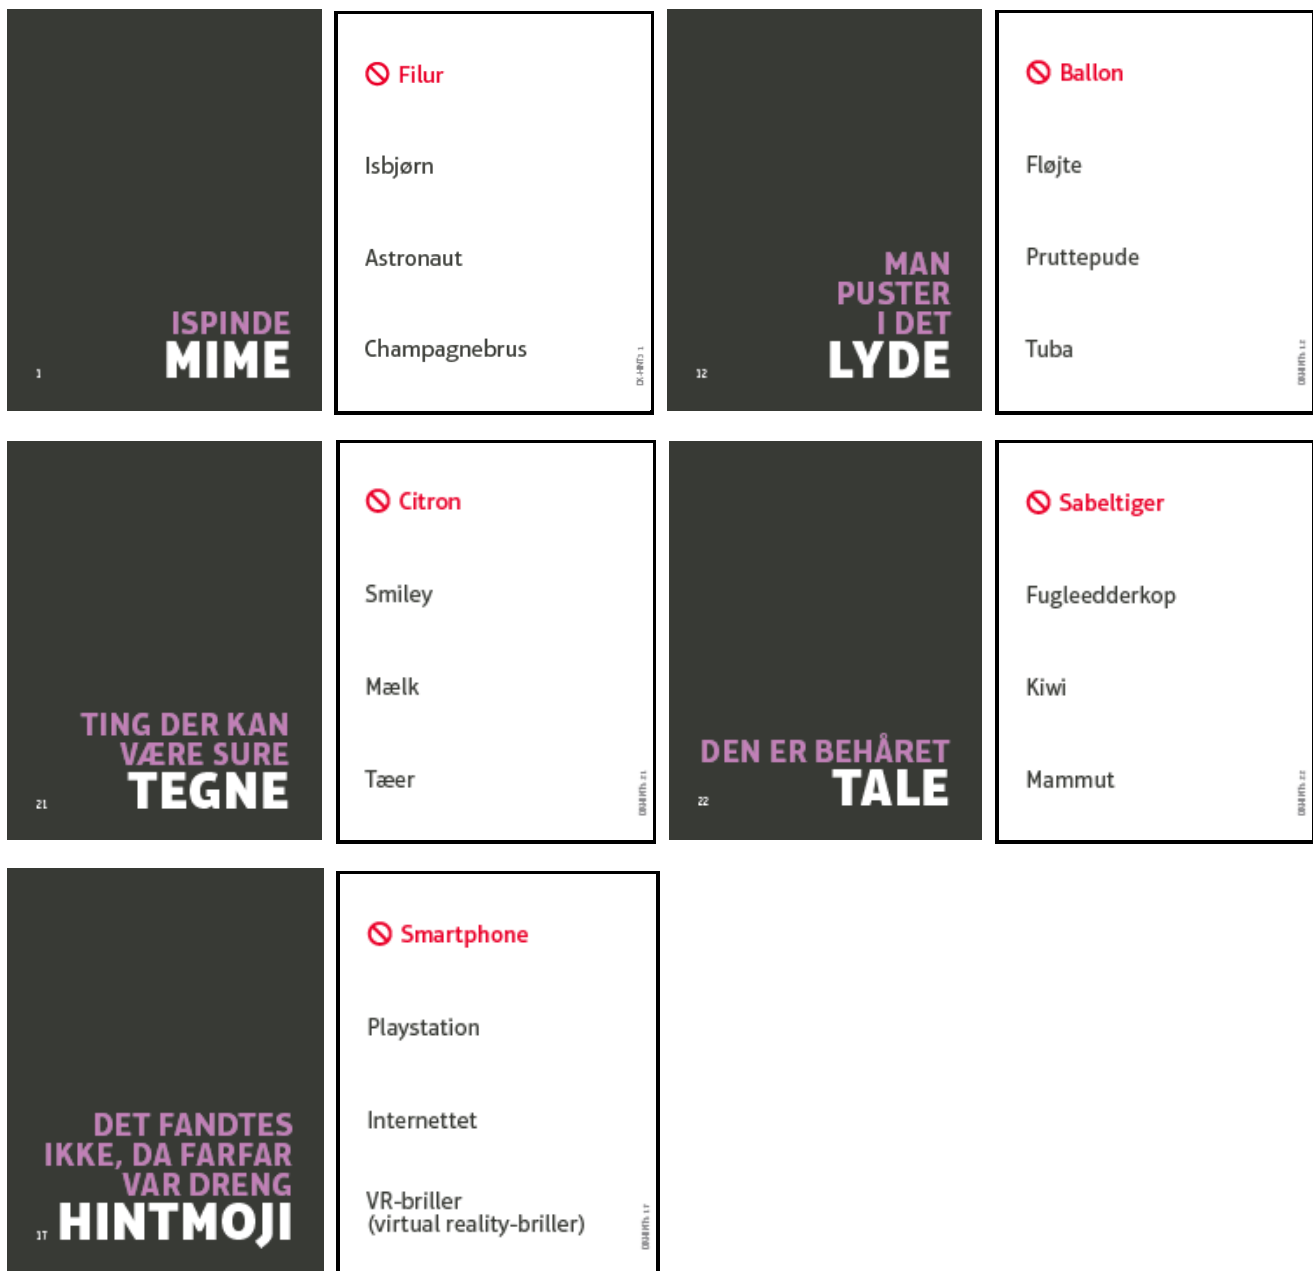 ISPINDE
MIME
1
Filur
Isbjørn
Astronaut
Champagnebrus
MAN
PUSTER
I DET
LYDE
12
Ballon
Fløjte
Pruttepude
Tuba
TING DER KAN
VÆRE SURE
TEGNE
21
Citron
Smiley
Mælk
Tæer
DEN ER BEHÅRET
TALE
22
Sabeltiger
Fugleedderkop
Kiwi
Mammut
DET FANDTES
IKKE, DA FARFAR
VAR DRENG
HINTMOJI
17
Smartphone
Playstation
Internettet
VR-briller
(virtual reality-briller)